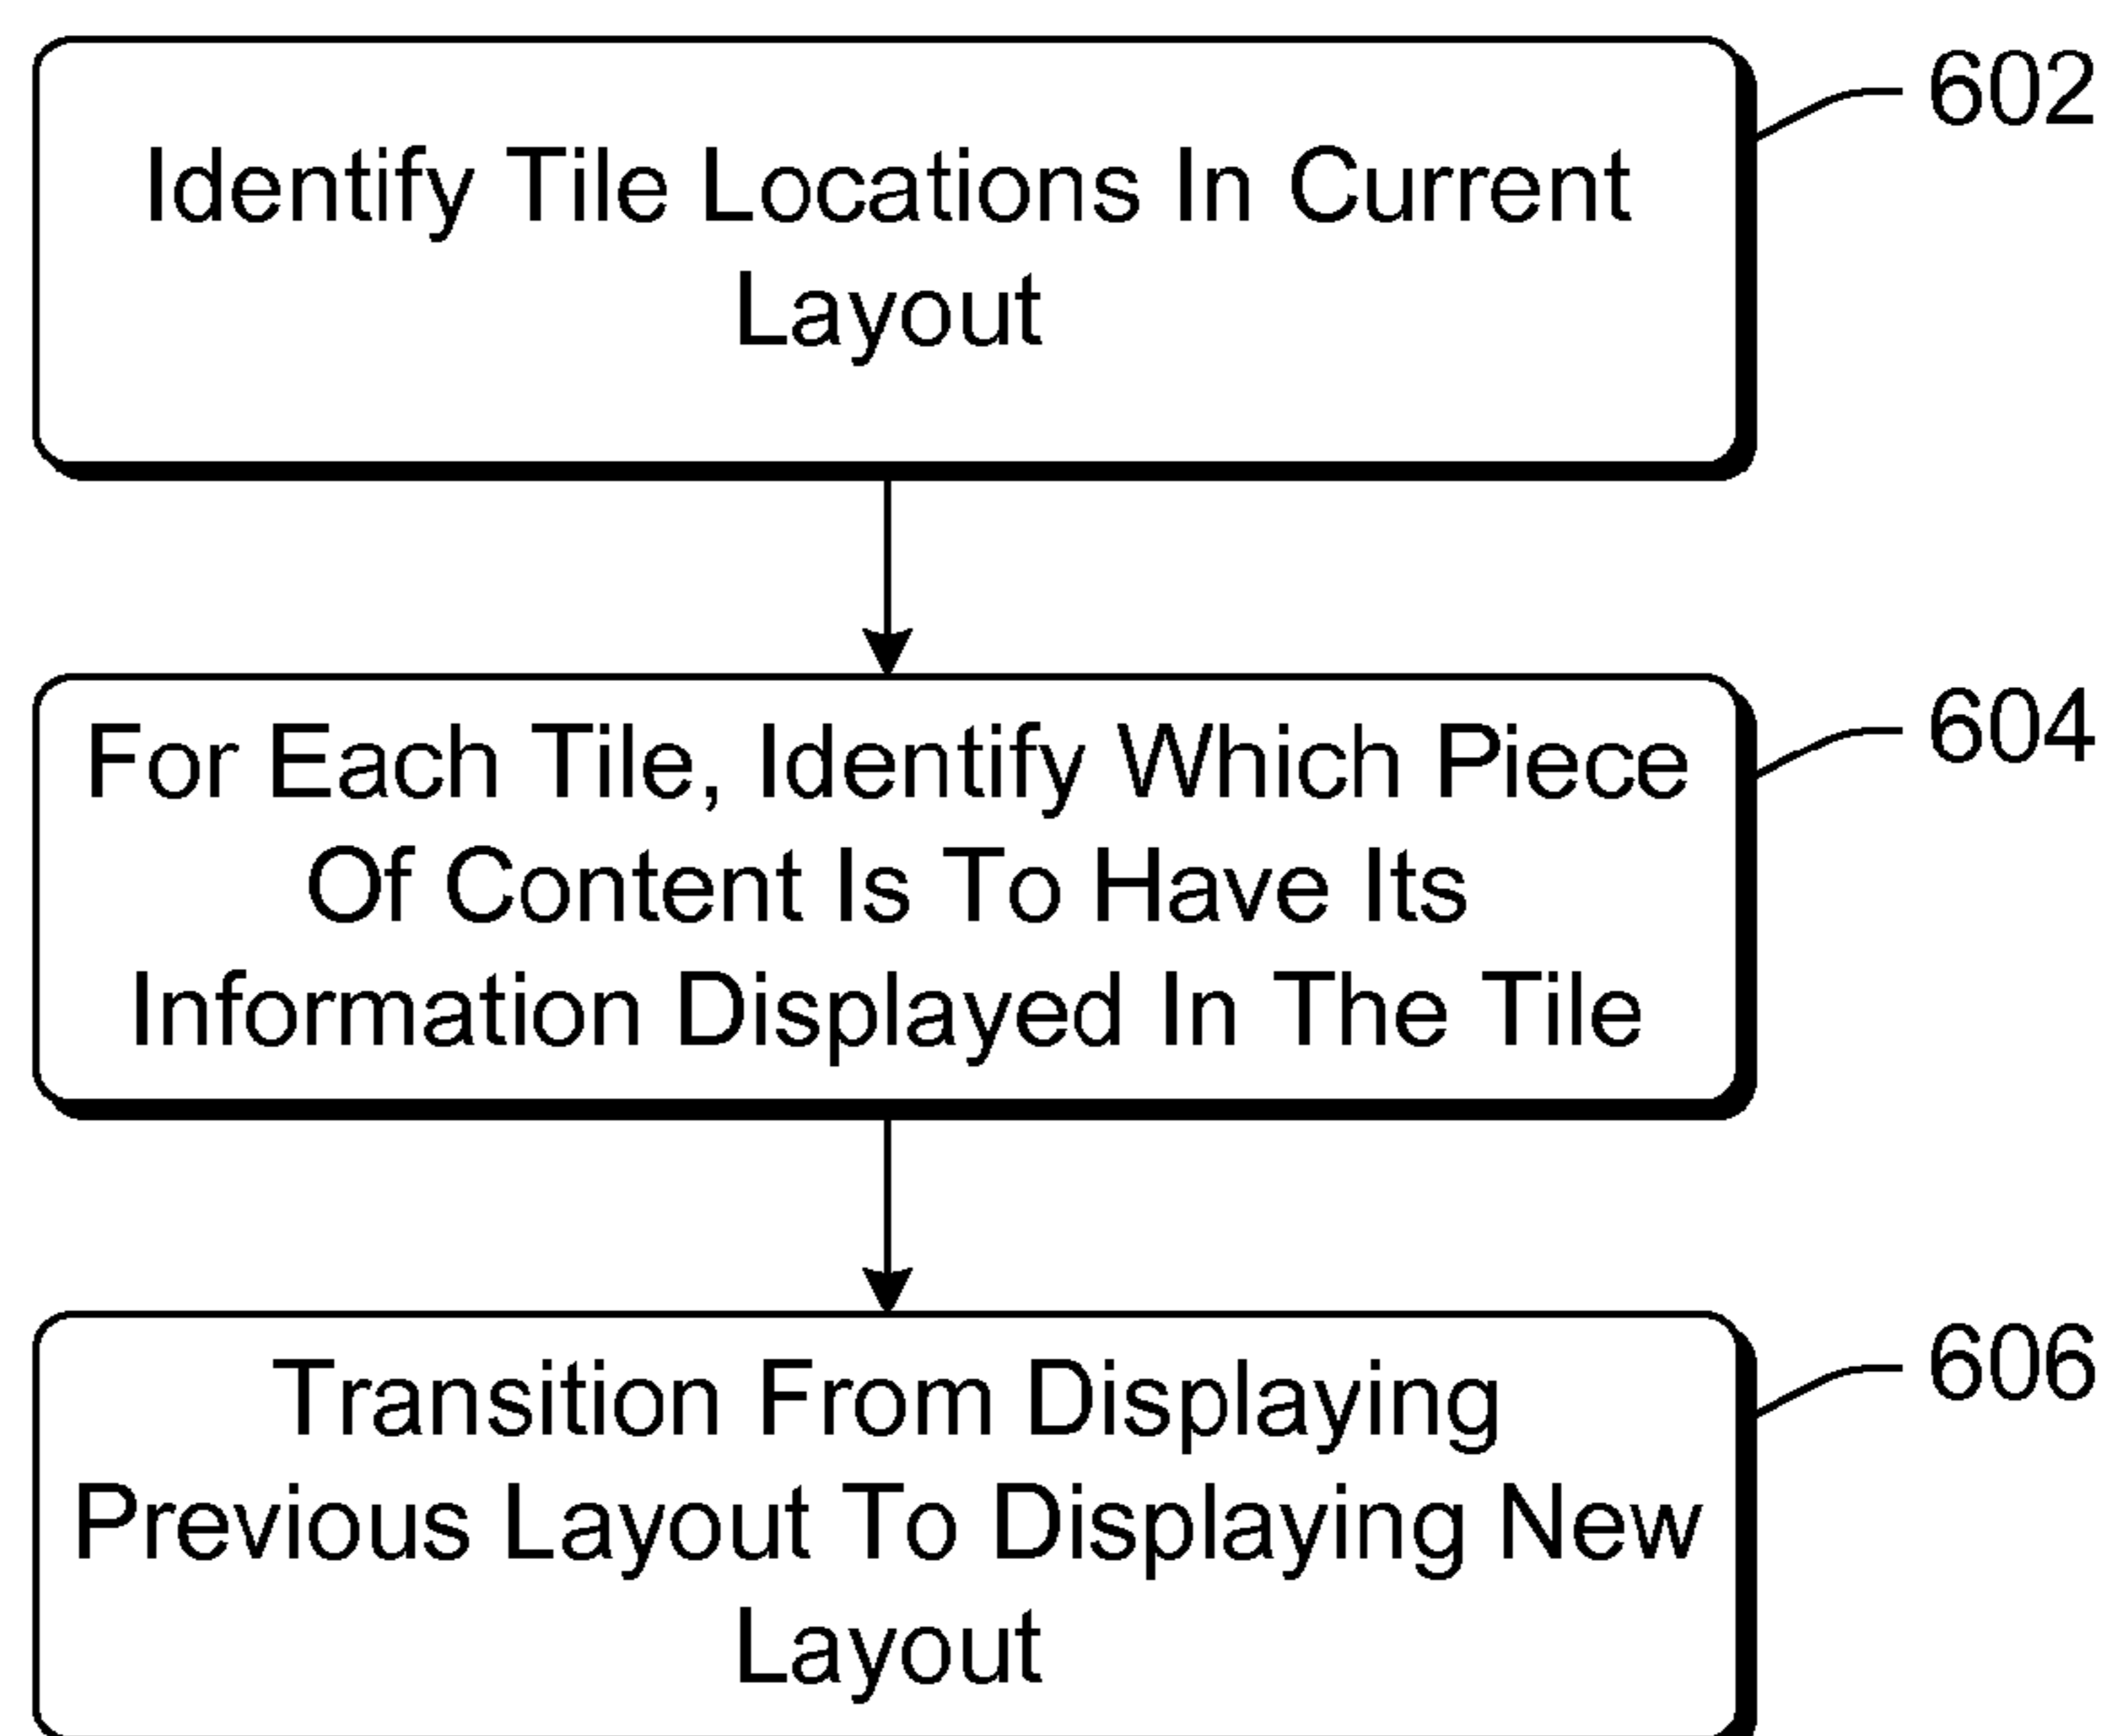 602
Identify Tile Locations In Current
Layout
604
For Each Tile, Identify Which Piece
Of Content Is To Have Its
Information Displayed In The Tile
606
Transition From Displaying
Previous Layout To Displaying New
Layout